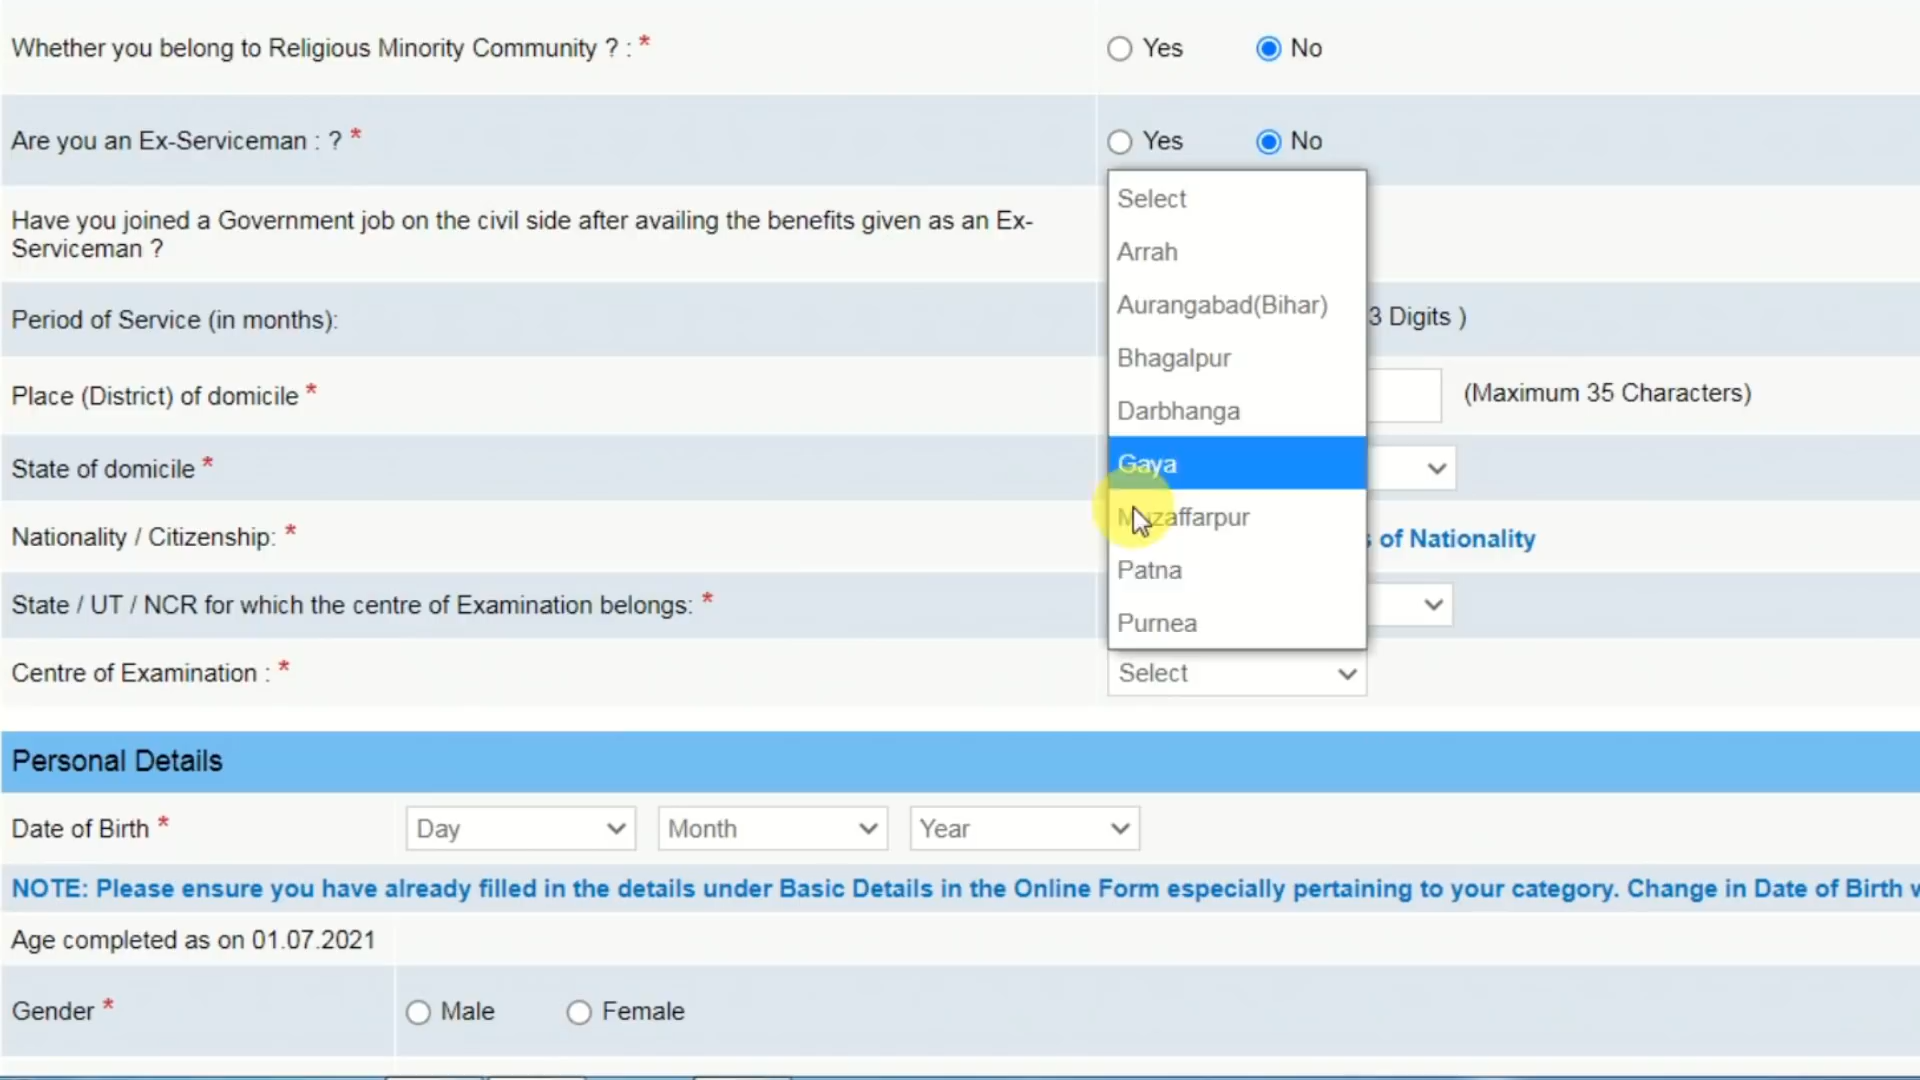 Whether you belong to Religious Minority Community ? : *
Yes No
Are you an Ex-Serviceman : ? *
Yes No
Have you joined a Government job on the civil side after availing the benefits given as an Ex-
Serviceman ?
Period of Service (in months):
3 Digits )
Place (District) of domicile *
(Maximum 35 Characters)
State of domicile *
Nationality / Citizenship: *
of Nationality
State / UT / NCR for which the centre of Examination belongs: *
Select
Arrah
Aurangabad(Bihar)
Bhagalpur
Darbhanga
Gaya
Muzaffarpur
Patna
Purnea
Centre of Examination : *
Select
Personal Details
Date of Birth *
Day Month Year
NOTE: Please ensure you have already filled in the details under Basic Details in the Online Form especially pertaining to your category. Change in Date of Birth
Age completed as on 01.07.2021
Gender *
Male Female